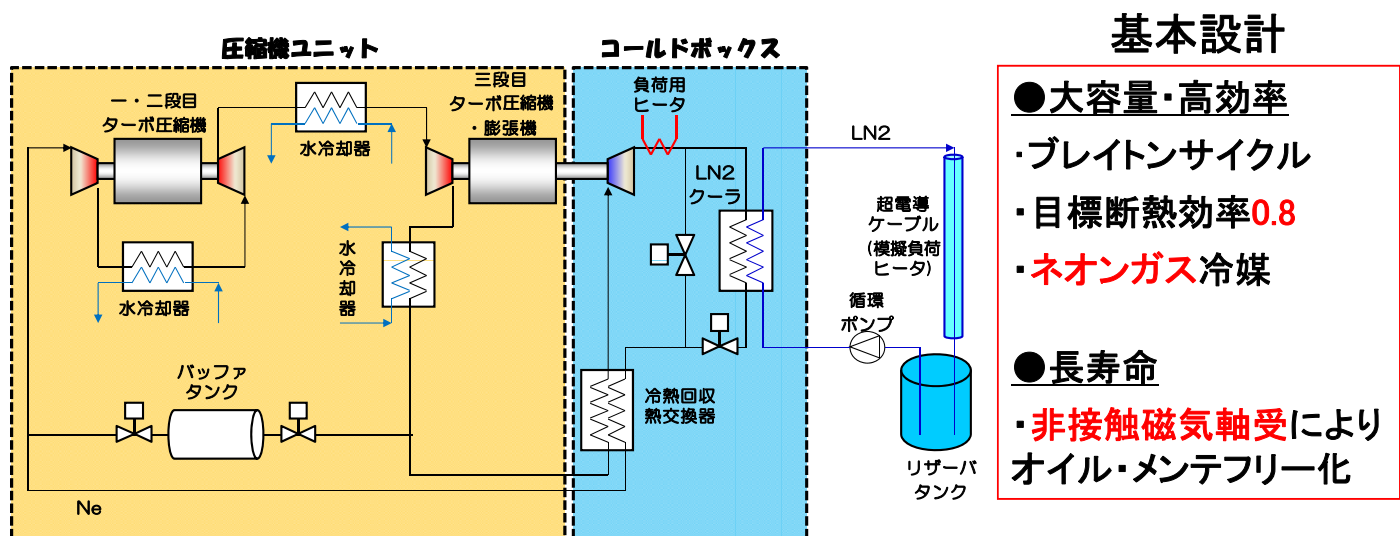 圧縮機ユニット
コールドボックス
基本設計
一・二段目
ターボ圧縮機
水冷却器
三段目
ターボ圧縮機
・膨張機
負荷用
ヒータ
LN2
LN2
クーラ
水冷却器
水
冷
却
器
超電導
ケーブル
(模擬負荷
ヒータ)
循環
ポンプ
バッファ
タンク
冷熱回収
熱交換器
リザーバ
タンク
Ne
●大容量・高効率
・ブレイトンサイクル
・目標断熱効率0.8
・ネオンガス冷媒
●長寿命
・非接触磁気軸受により
オイル・メンテフリー化